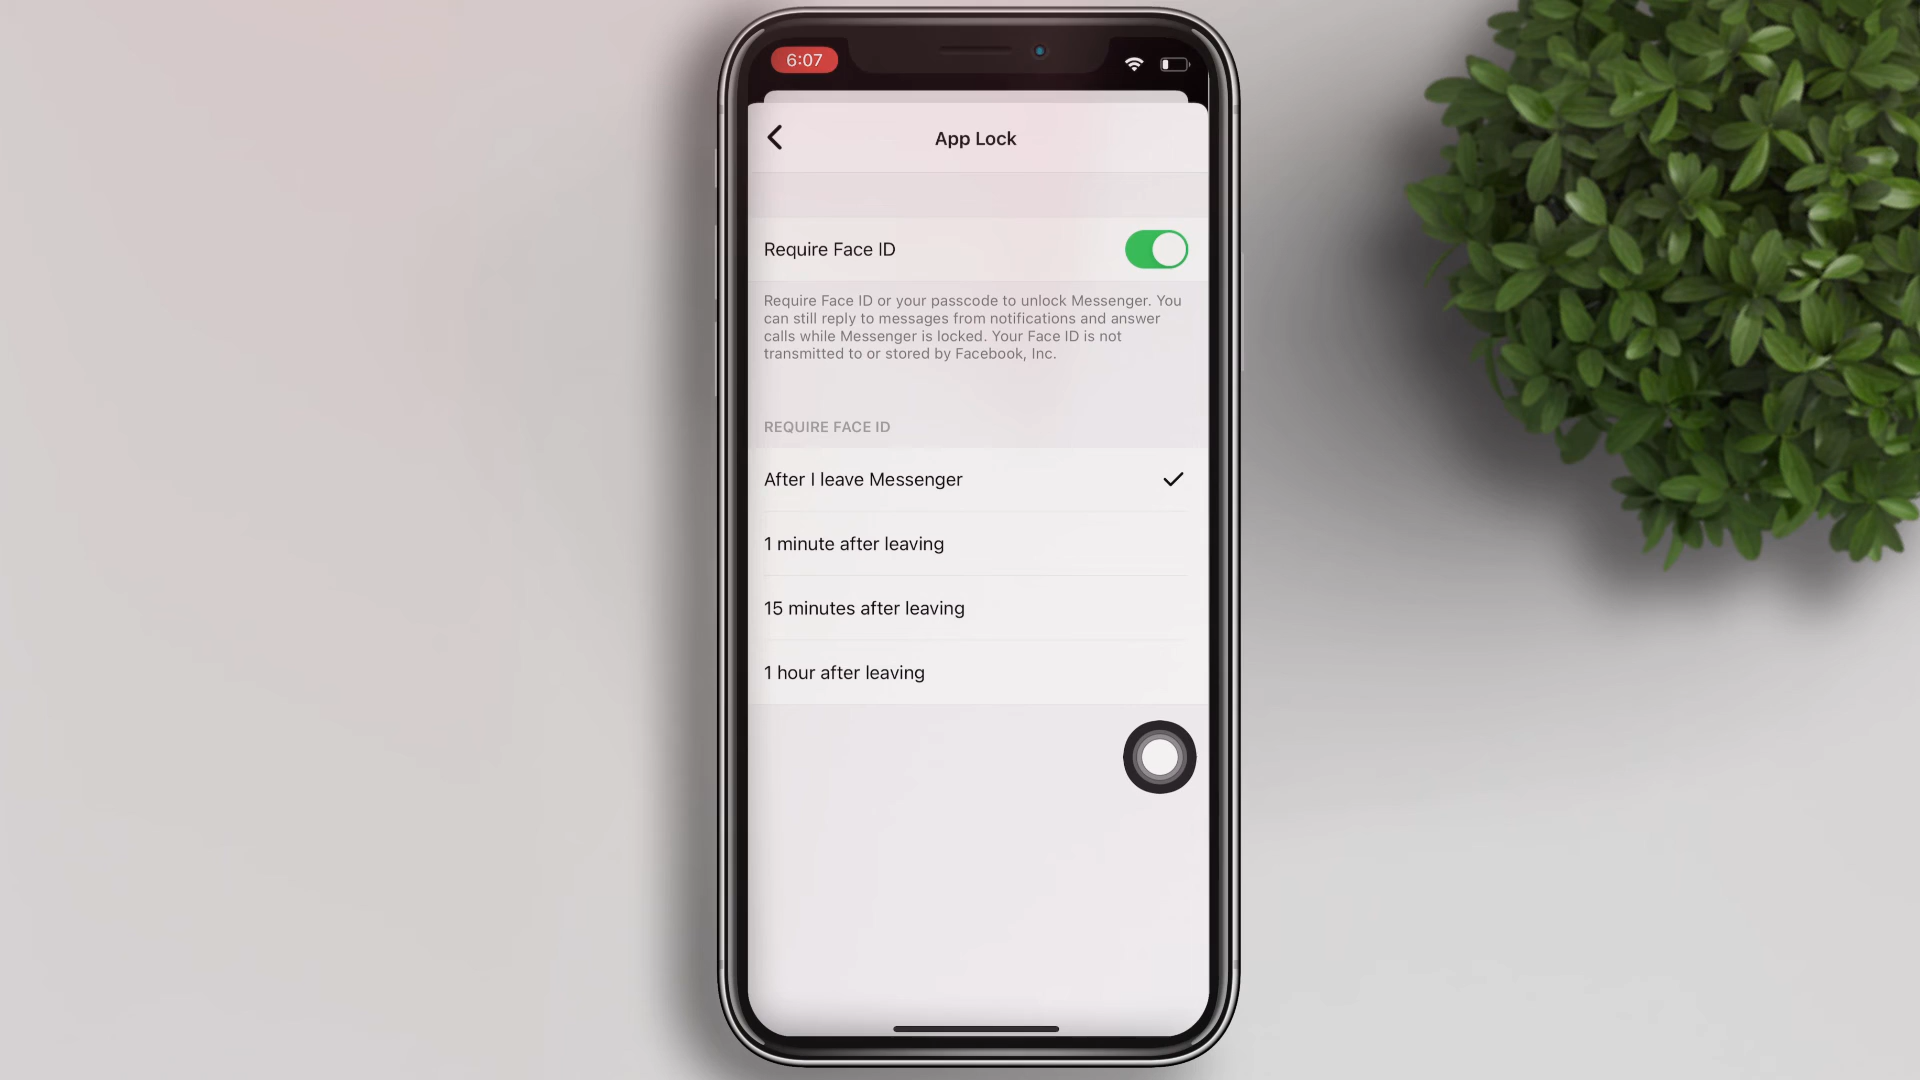 6:07
App Lock
Require Face ID
Require Face ID or your passcode to unlock Messenger. You
can still reply to messages from notifications and answer
calls while Messenger is locked. Your Face ID is not
transmitted to or stored by Facebook, Inc.
REQUIRE FACE ID
After I leave Messenger
1 minute after leaving
15 minutes after leaving
1 hour after leaving